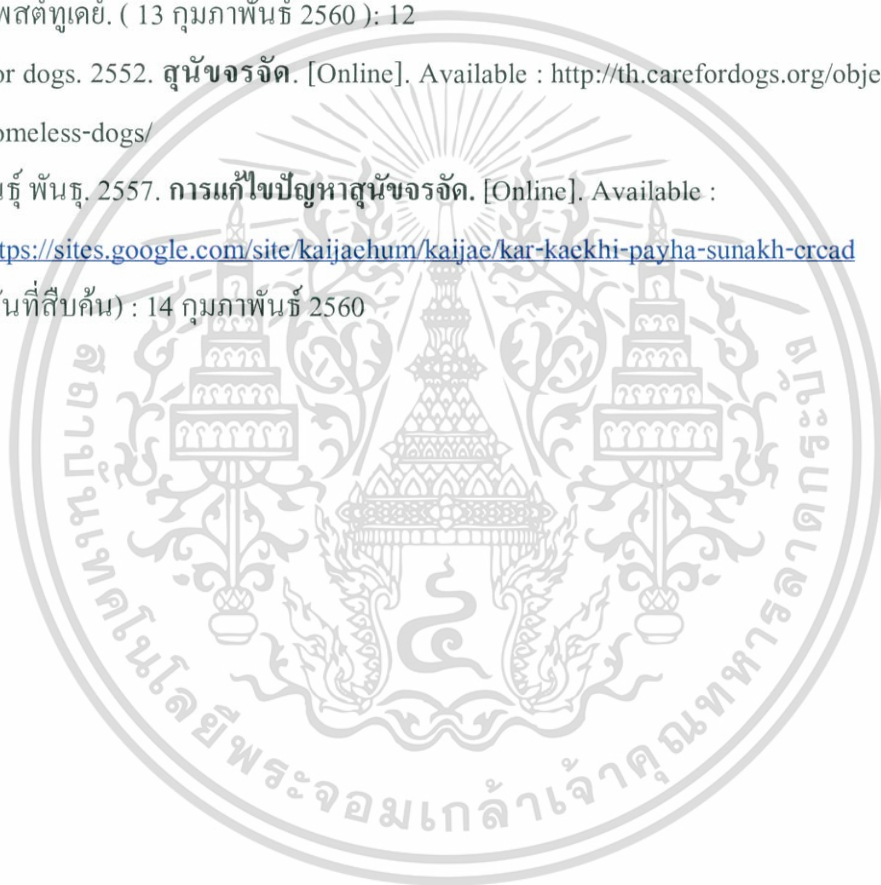 พสต์ทูเดย์. ( 13 กุมภาพันธ์ 2560 ): 12
or dogs. 2552. สุนัขจรจัด. [Online]. Available : http://th.carefordogs.org/obje
omeless-dogs/
ธุ์ พันธุ. 2557. การแก้ไขปัญหาสุนัขจรจัด. [Online]. Available :
tps://sites.google.com/site/kaijaehum/kaijae/kar-kaekhi-payha-sunakh-crcad
ันที่สืบค้น) : 14 กุมภาพันธ์ 2560
สถาบันเทคโนโลยีพระจอมเกล้าเจ้าคุณทหารลาดกระบัง